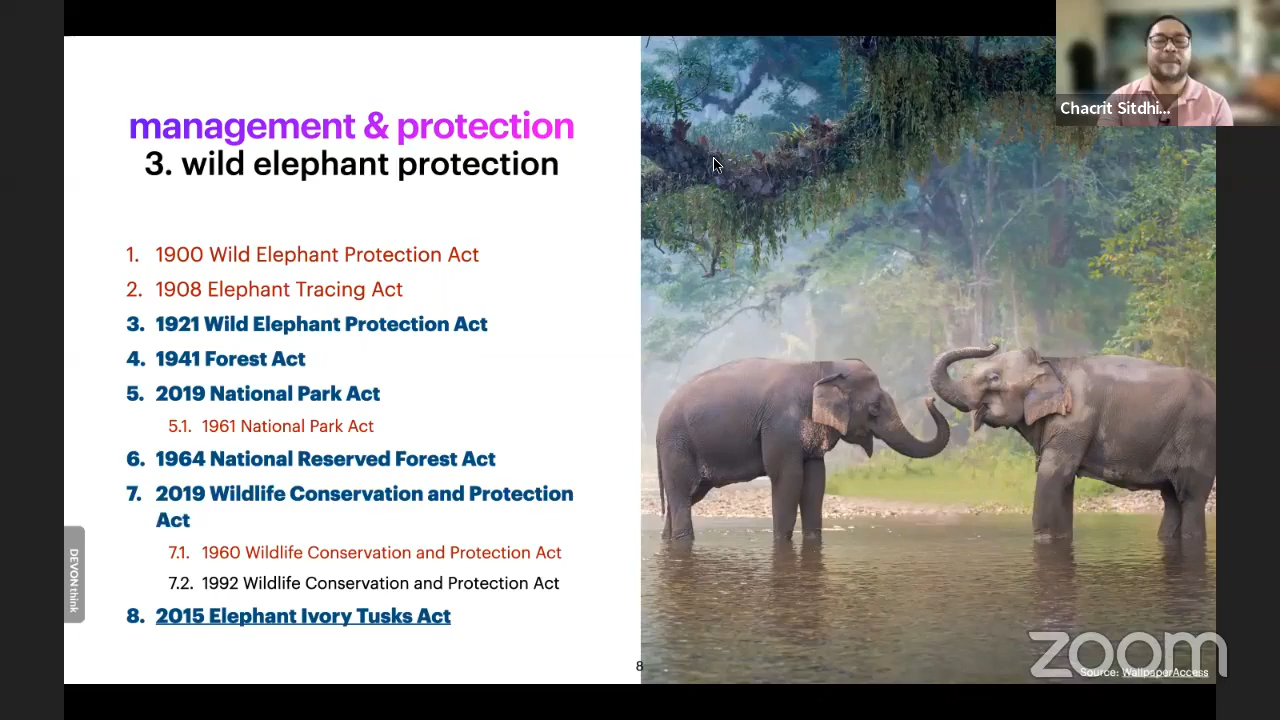 Chacrit Sitdhi...
management & protection
3. wild elephant protection
1. 1900 Wild Elephant Protection Act
2. 1908 Elephant Tracing Act
3. 1921 Wild Elephant Protection Act
4. 1941 Forest Act
5. 2019 National Park Act
5.1. 1961 National Park Act
6. 1964 National Reserved Forest Act
7. 2019 Wildlife Conservation and Protection
Act
7.1. 1960 Wildlife Conservation and Protection Act
7.2. 1992 Wildlife Conservation and Protection Act
8. 2015 Elephant Ivory Tusks Act
DEVONthink
8
zoom
Source: WallpaperAccess